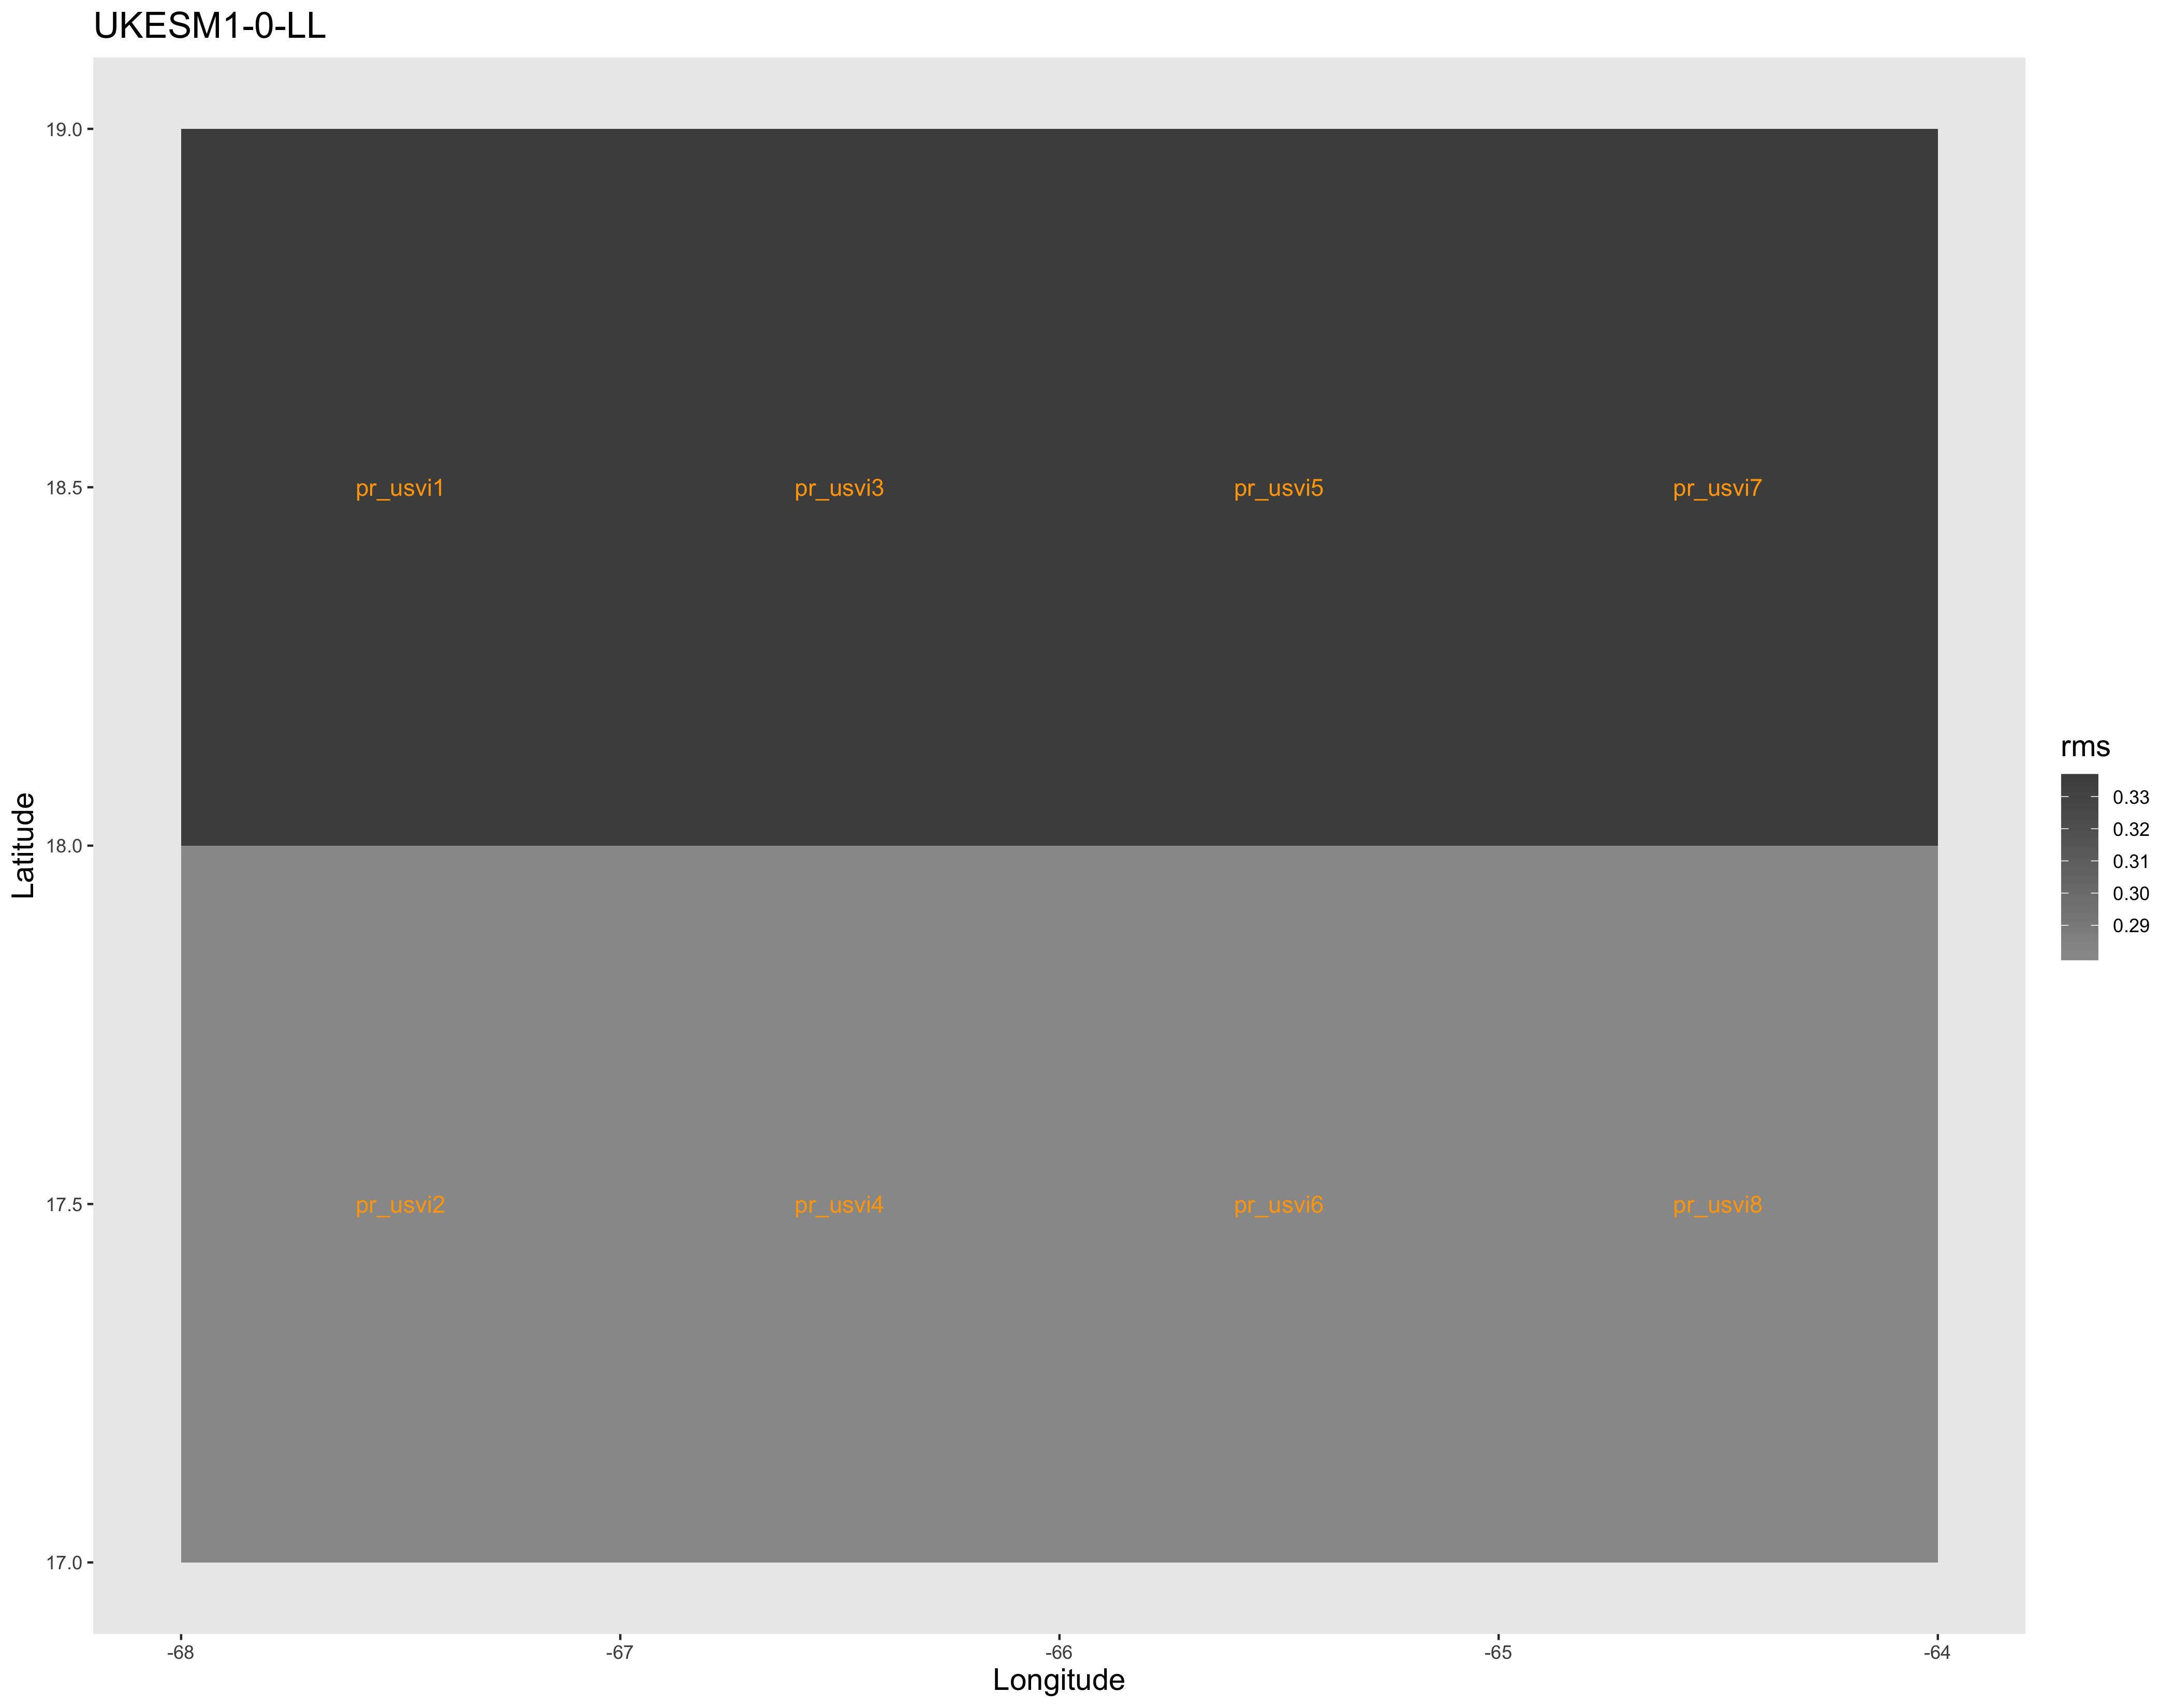 UKESM1-0-LL
19.0
18.5
18.0
17.5
17.0
Latitude
pr_usvi1 pr_usvi3 pr_usvi5 pr_usvi7
pr_usvi2 pr_usvi4 pr_usvi6 pr_usvi8
-68 -67 -66 -65 -64
Longitude
rms
0.33
0.32
0.31
0.30
0.29